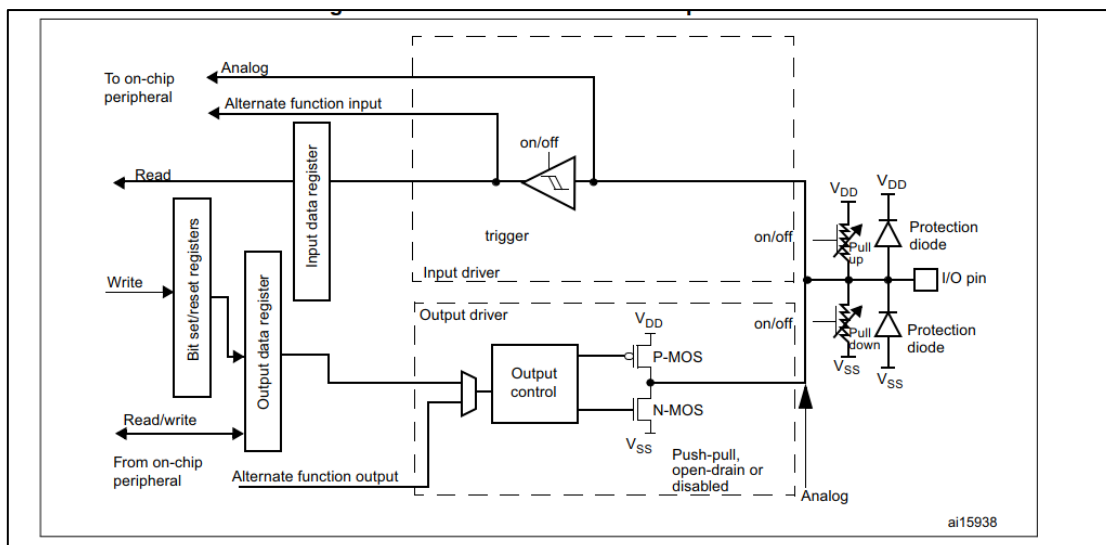 To on-chip
peripheral
Analog
Alternate function input
on/off
Read
Input data register
trigger
Input driver
VDD
VDD
on/off
Pull
up
Protection
diode
I/O pin
Write
Bit set/reset registers
Output data register
Output driver
VDD
on/off
Pull
down
Protection
diode
VSS
VSS
P-MOS
Output
control
N-MOS
VSS
Read/write
From on-chip
peripheral
Push-pull,
open-drain or
disabled
Alternate function output
Analog
ai15938